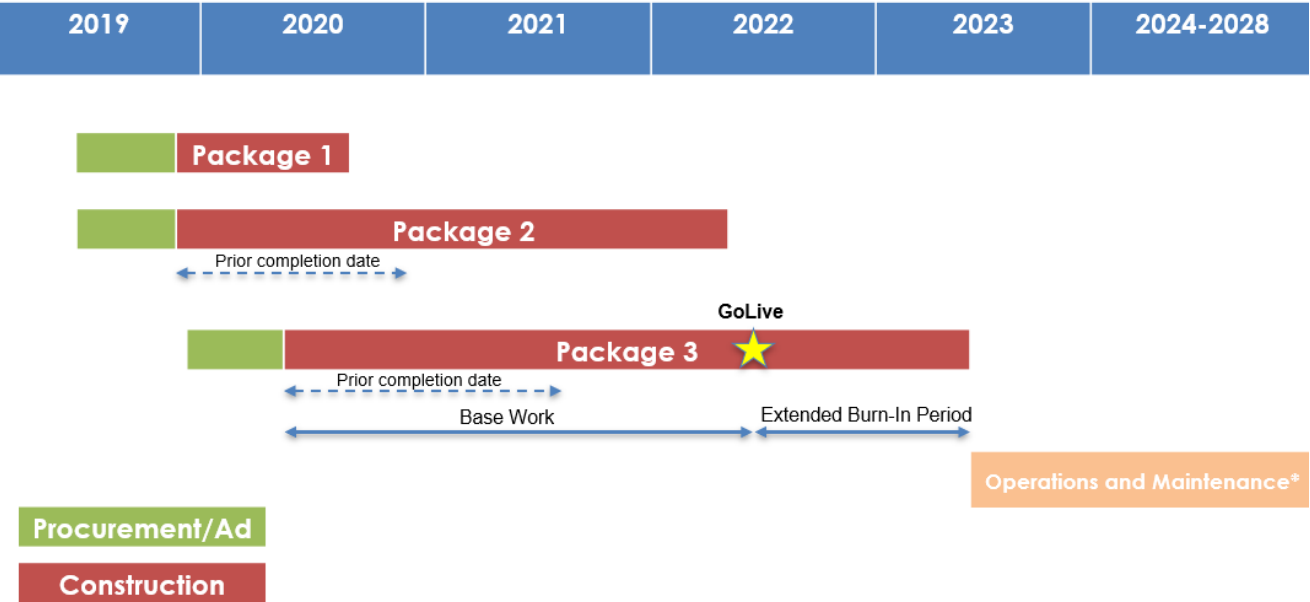 2019 2020 2021 2022 2023 2024-2028
Package 1
Package 2
Prior completion date
GoLive
Package 3
Prior completion date
Base Work
Extended Burn-In Period
Operations and Maintenance*
Procurement/Ad
Construction